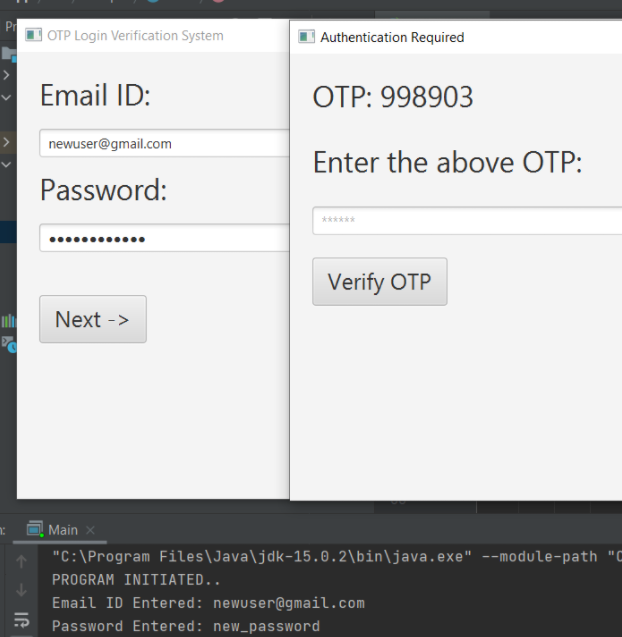 OTP Login Verification System
Email ID:
newuser@gmail.com
Password:
••••••••••••
Next ->
Authentication Required
OTP: 998903
Enter the above OTP:
******
Verify OTP
Main
"C:\Program Files\Java\jdk-15.0.2\bin\java.exe" --module-path "C
PROGRAM INITIATED..
Email ID Entered: newuser@gmail.com
Password Entered: new_password